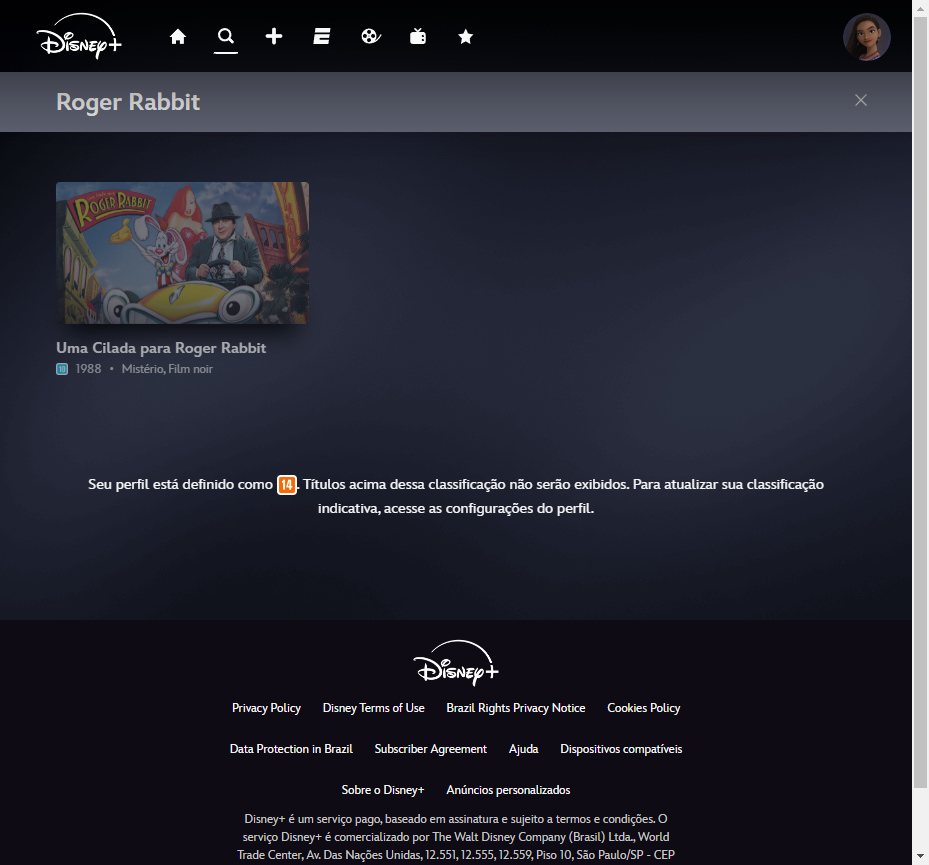 Disney+
Roger Rabbit
ROGER RABBIT
Uma Cilada para Roger Rabbit
10 1988 • Mistério, Film noir
Seu perfil está definido como 14. Títulos acima dessa classificação não serão exibidos. Para atualizar sua classificação
indicativa, acesse as configurações do perfil.
Disney+
Privacy Policy Disney Terms of Use Brazil Rights Privacy Notice Cookies Policy
Data Protection in Brazil Subscriber Agreement Ajuda Dispositivos compatíveis
Sobre o Disney+ Anúncios personalizados
Disney+ é um serviço pago, baseado em assinatura e sujeito a termos e condições. O
serviço Disney+ é comercializado por The Walt Disney Company (Brasil) Ltda., World
Trade Center, Av. Das Nações Unidas, 12.551, 12.555, 12.559, Piso 10, São Paulo/SP - CEP